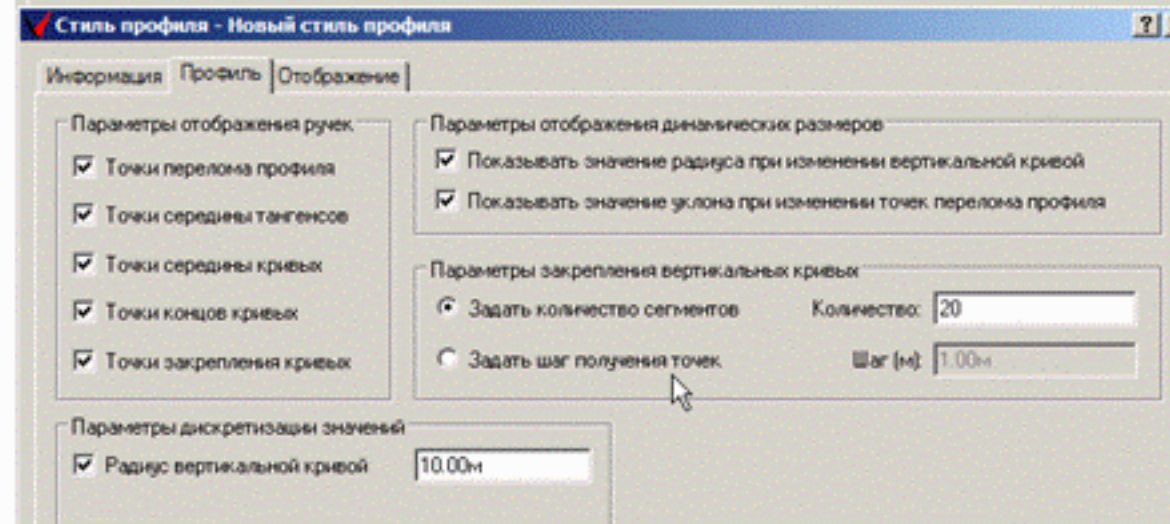 Стиль профиля - Новый стиль профиля
Информация Профиль Отображение
Параметры отображения ручек
Точки перелома профиля
Точки середины тангенсов
Точки середины кривых
Точки концов кривых
Точки закрепления кривых
Параметры отображения динамических размеров
Показывать значение радиуса при изменении вертикальной кривой
Показывать значение уклона при изменении точек перелома профиля
Параметры закрепления вертикальных кривых
Задать количество сегментов Количество: 20
Задать шаг получения точек Шаг (м): 1.00м
Параметры дискретизации значений
Радиус вертикальной кривой 10.00м